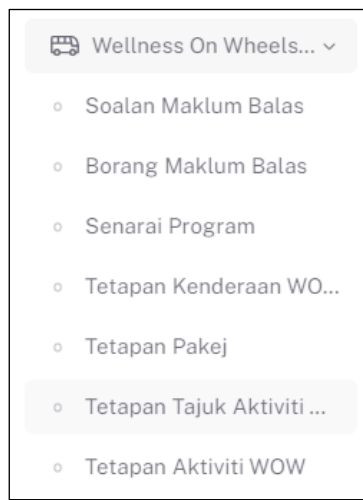 Wellness On Wheels...
Soalan Maklum Balas
Borang Maklum Balas
Senarai Program
Tetapan Kenderaan WO...
Tetapan Pakej
Tetapan Tajuk Aktiviti ...
Tetapan Aktiviti WOW